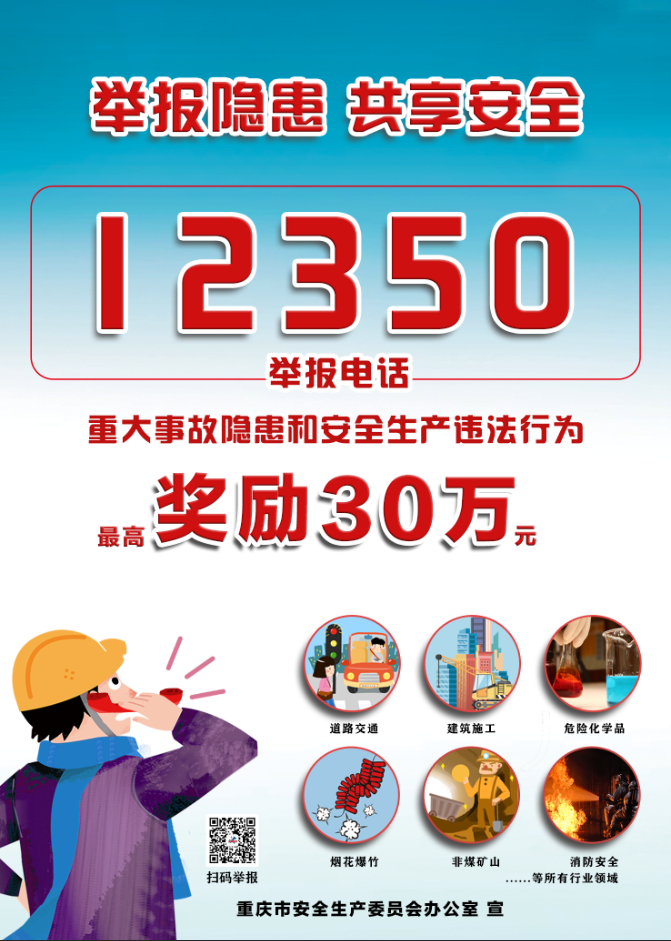 举报隐患 共享安全
12350
举报电话
重大事故隐患和安全生产违法行为
最高 奖励30万元
道路交通 建筑施工 危险化学品
烟花爆竹 非煤矿山 消防安全
……等所有行业领域
扫码举报
重庆市安全生产委员会办公室 宣